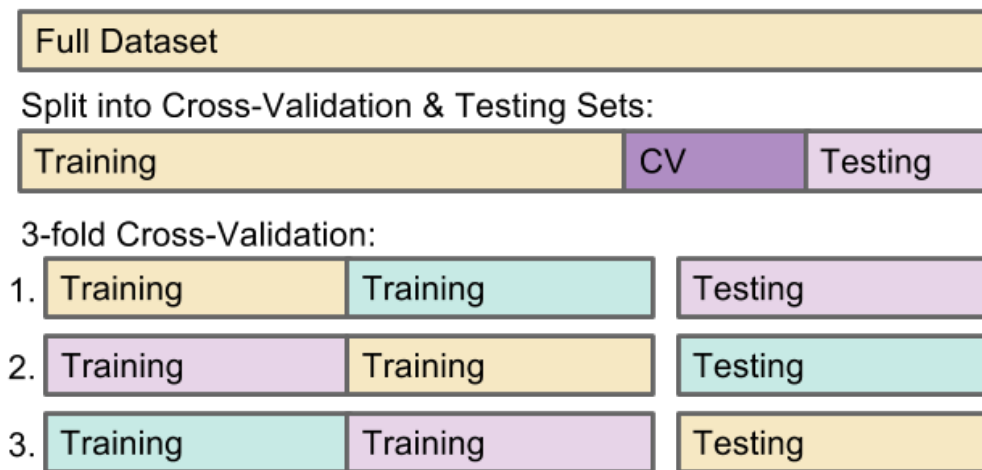 Full Dataset
Split into Cross-Validation & Testing Sets:
Training CV Testing
3-fold Cross-Validation:
1. Training Training Testing
2. Training Training Testing
3. Training Training Testing